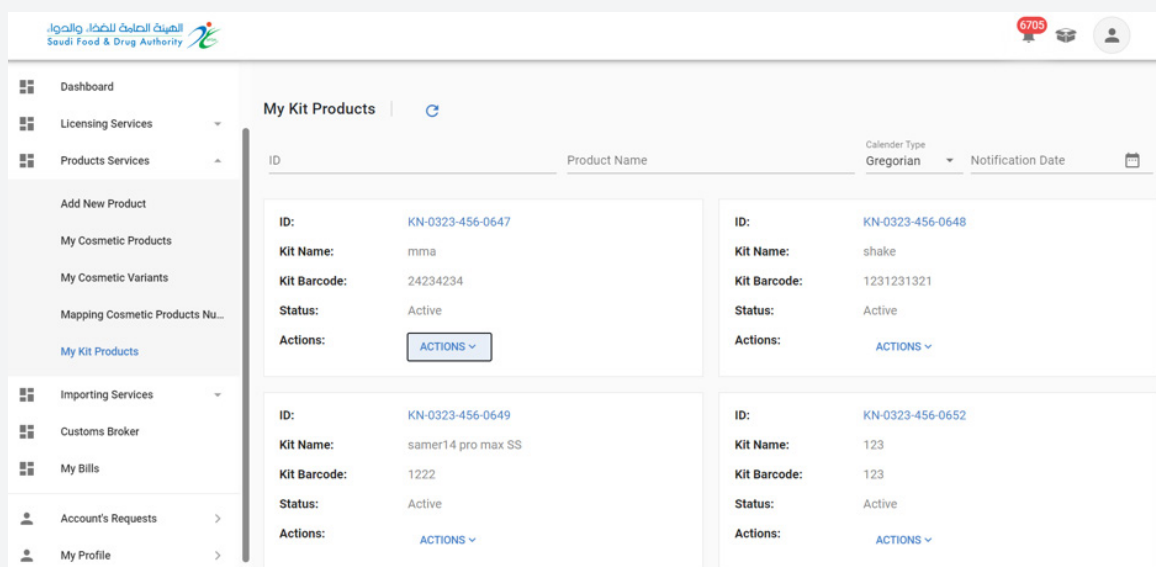 الهيئة العامة للغذاء والدواء
Saudi Food & Drug Authority
6705
Dashboard
Licensing Services
Products Services
Add New Product
My Cosmetic Products
My Cosmetic Variants
Mapping Cosmetic Products Nu...
My Kit Products
Importing Services
Customs Broker
My Bills
Account's Requests
My Profile
My Kit Products
ID
Product Name
Calender Type
Gregorian
Notification Date
ID: KN-0323-456-0647
Kit Name: mma
Kit Barcode: 24234234
Status: Active
Actions: ACTIONS
ID: KN-0323-456-0648
Kit Name: shake
Kit Barcode: 1231231321
Status: Active
Actions: ACTIONS
ID: KN-0323-456-0649
Kit Name: samer14 pro max SS
Kit Barcode: 1222
Status: Active
Actions: ACTIONS
ID: KN-0323-456-0652
Kit Name: 123
Kit Barcode: 123
Status: Active
Actions: ACTIONS